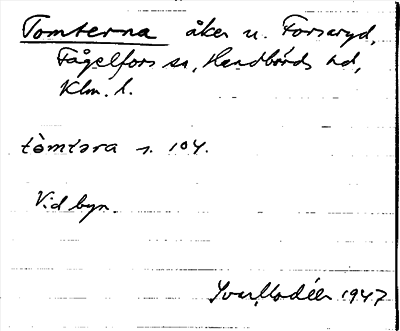 Tomterna åker u. Forsaryd,
Fågelfors sn, Handbörds hd,
Klm. l.
tòmtəra s. 104.
Vid byn.
Ivar Modéer 1947